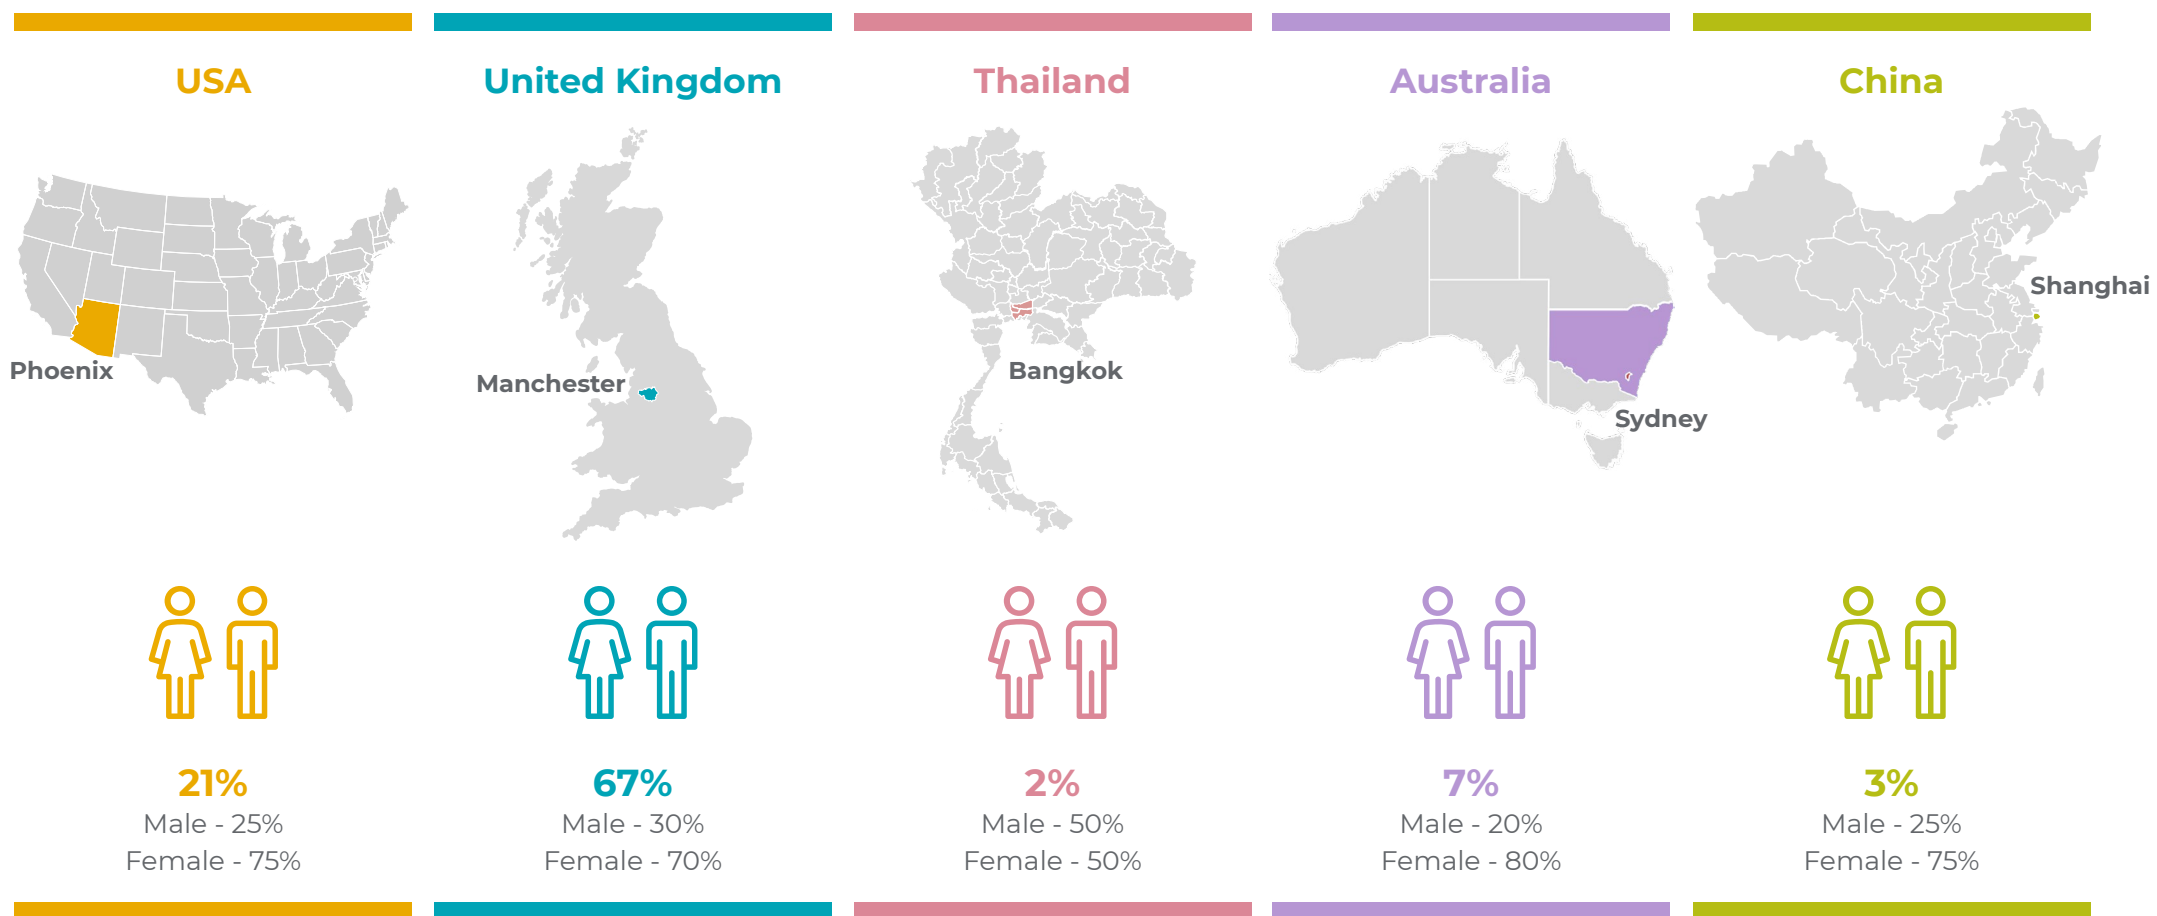 USA
Phoenix
21%
Male - 25%
Female - 75%
United Kingdom
Manchester
67%
Male - 30%
Female - 70%
Thailand
Bangkok
2%
Male - 50%
Female - 50%
Australia
Sydney
7%
Male - 20%
Female - 80%
China
Shanghai
3%
Male - 25%
Female - 75%